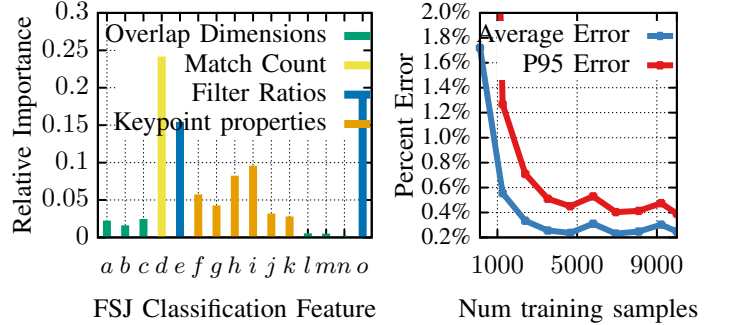 Relative Importance
0.3
0.25
0.2
0.15
0.1
0.05
0
Overlap Dimensions
Match Count
Filter Ratios
Keypoint properties
a b c d e f g h i j k l m n o
FSJ Classification Feature
Percent Error
2.0%
1.8%
1.6%
1.4%
1.2%
1.0%
0.8%
0.6%
0.4%
0.2%
Average Error
P95 Error
1000 5000 9000
Num training samples